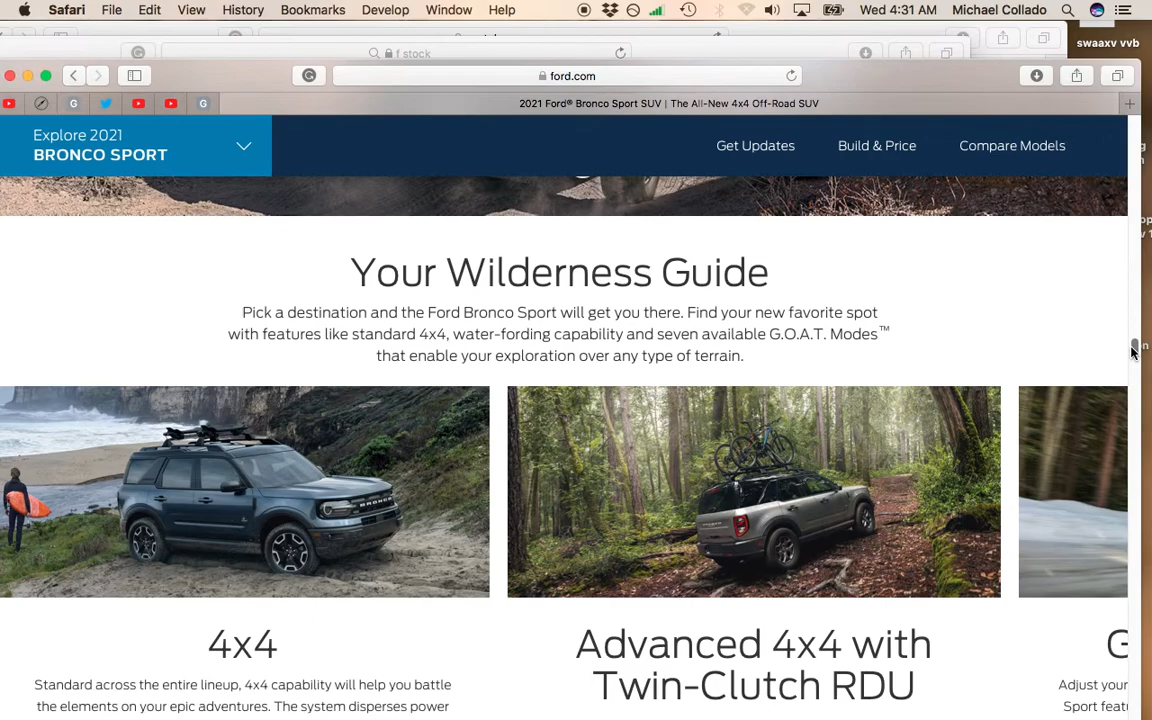 Safari File Edit View History Bookmarks Develop Window Help Wed 4:31 AM Michael Collado
swaaxv vvb
f stock
ford.com
2021 Ford® Bronco Sport SUV | The All-New 4x4 Off-Road SUV
Explore 2021
BRONCO SPORT
Get Updates Build & Price Compare Models
Your Wilderness Guide
Pick a destination and the Ford Bronco Sport will get you there. Find your new favorite spot
with features like standard 4x4, water-fording capability and seven available G.O.A.T. Modes™
that enable your exploration over any type of terrain.
4x4
Advanced 4x4 with
Twin-Clutch RDU
G
Standard across the entire lineup, 4x4 capability will help you battle
the elements on your epic adventures. The system disperses power
Adjust your
Sport feat